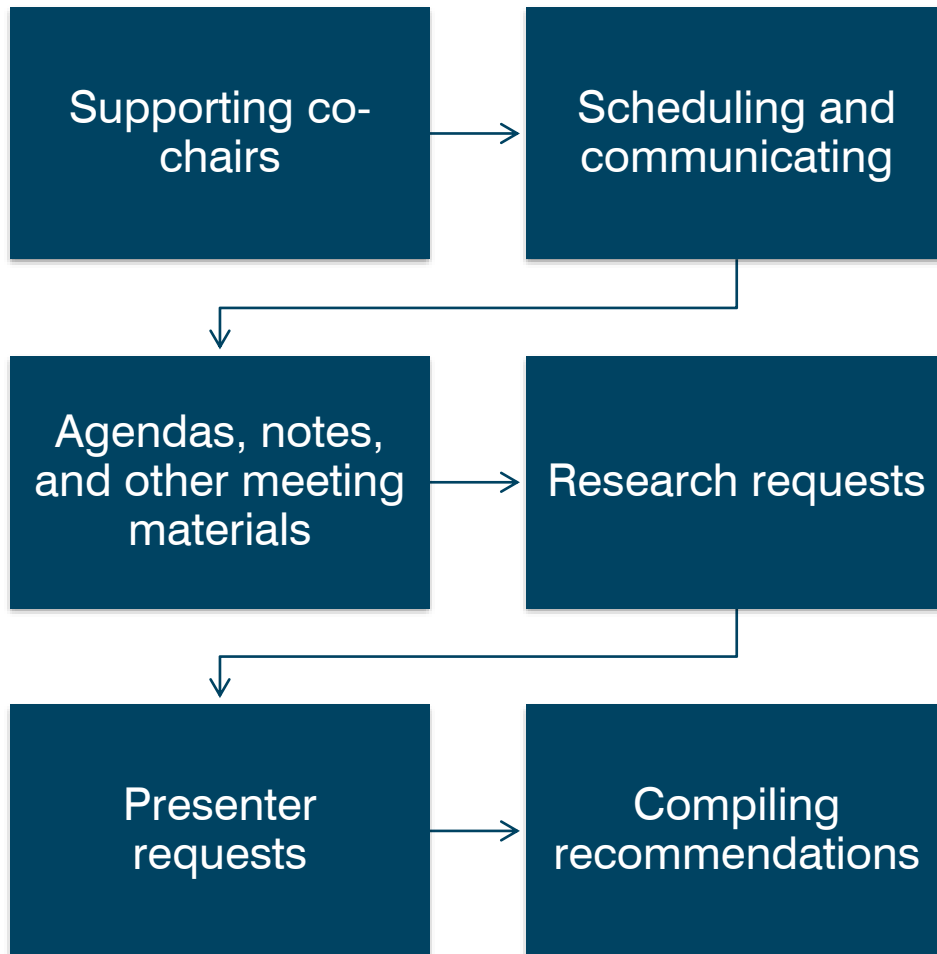 Supporting co-
chairs
Scheduling and
communicating
Agendas, notes,
and other meeting
materials
Research requests
Presenter
requests
Compiling
recommendations